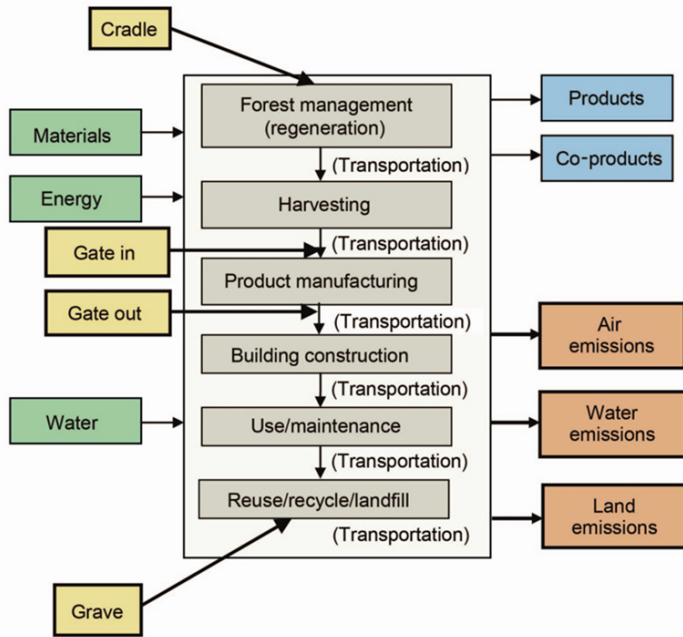 Cradle
Forest management
(regeneration)
Products
Materials
(Transportation)
Co-products
Energy
Harvesting
Gate in
(Transportation)
Product manufacturing
Gate out
(Transportation)
Air
emissions
Building construction
(Transportation)
Water
Use/maintenance
Water
emissions
(Transportation)
Reuse/recycle/landfill
Land
emissions
(Transportation)
Grave